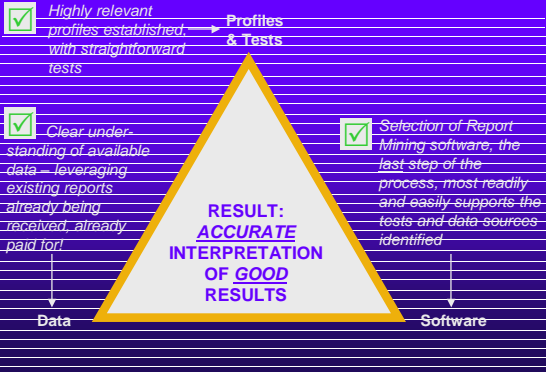 Highly relevant
profiles established,
with straightforward
tests
Profiles
& Tests
Clear under-
standing of available
data – leveraging
existing reports
already being
received, already
paid for!
Selection of Report
Mining software, the
last step of the
process, most readily
and easily supports the
tests and data sources
identified
RESULT:
ACCURATE
INTERPRETATION
OF GOOD
RESULTS
Data
Software